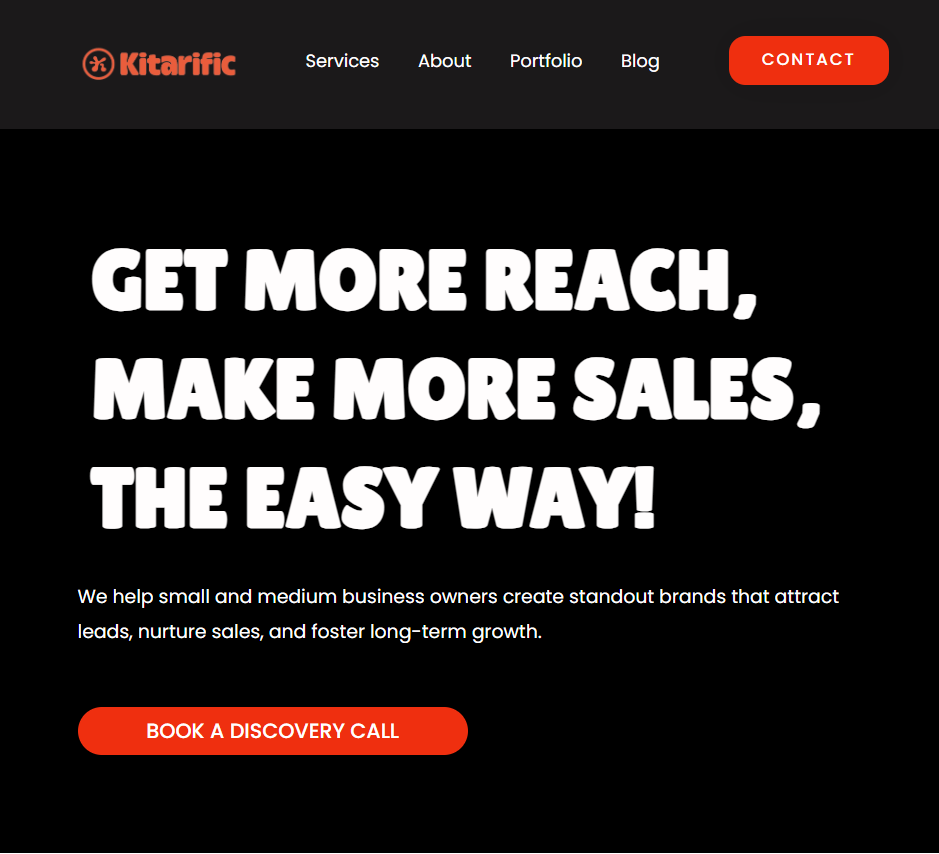 Kitarific
Services About Portfolio Blog
CONTACT
GET MORE REACH,
MAKE MORE SALES,
THE EASY WAY!
We help small and medium business owners create standout brands that attract
leads, nurture sales, and foster long-term growth.
BOOK A DISCOVERY CALL